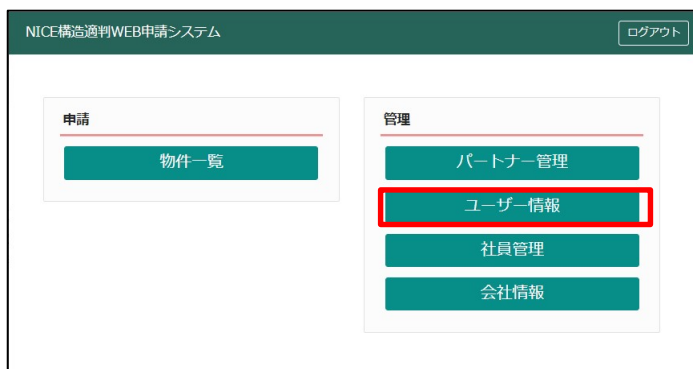 NICE構造適判WEB申請システム
ログアウト
申請
物件一覧
管理
パートナー管理
ユーザー情報
社員管理
会社情報